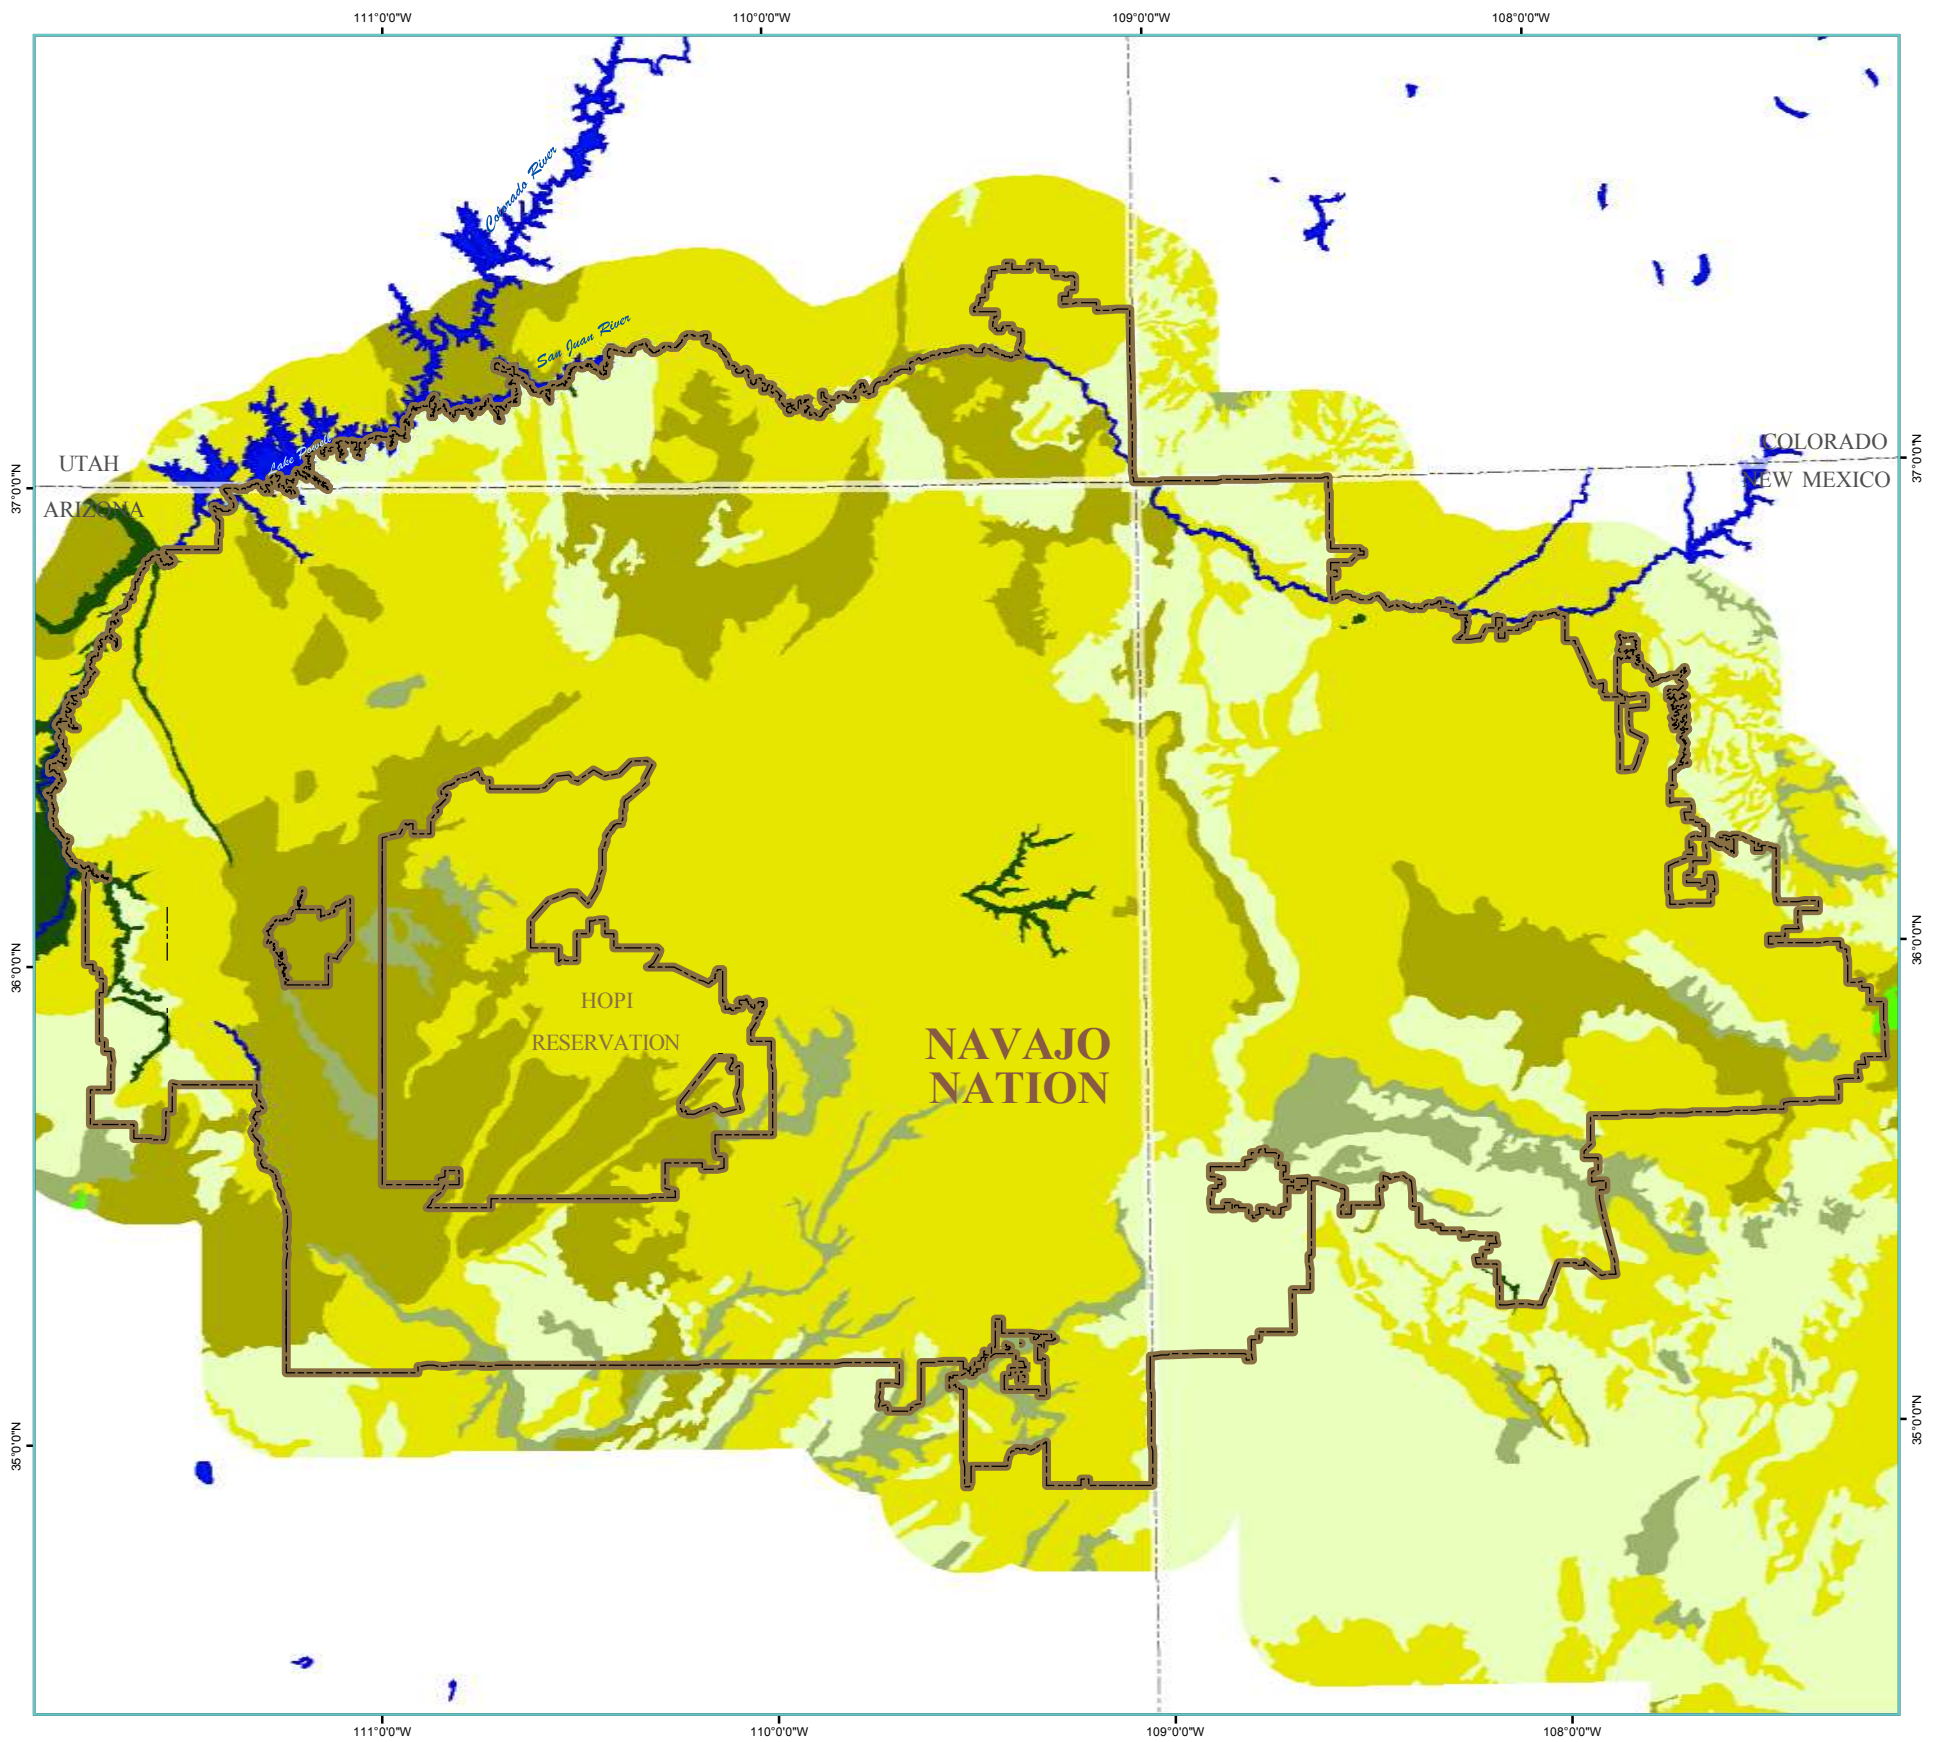 111°0'0"W
110°0'0"W
109°0'0"W
108°0'0"W
Colorado River
San Juan River
Lake Powell
UTAH
COLORADO
37°0'0"N
37°0'0"N
ARIZONA
NEW MEXICO
36°0'0"N
36°0'0"N
HOPI
RESERVATION
NAVAJO
NATION
35°0'0"N
35°0'0"N
111°0'0"W
110°0'0"W
109°0'0"W
108°0'0"W